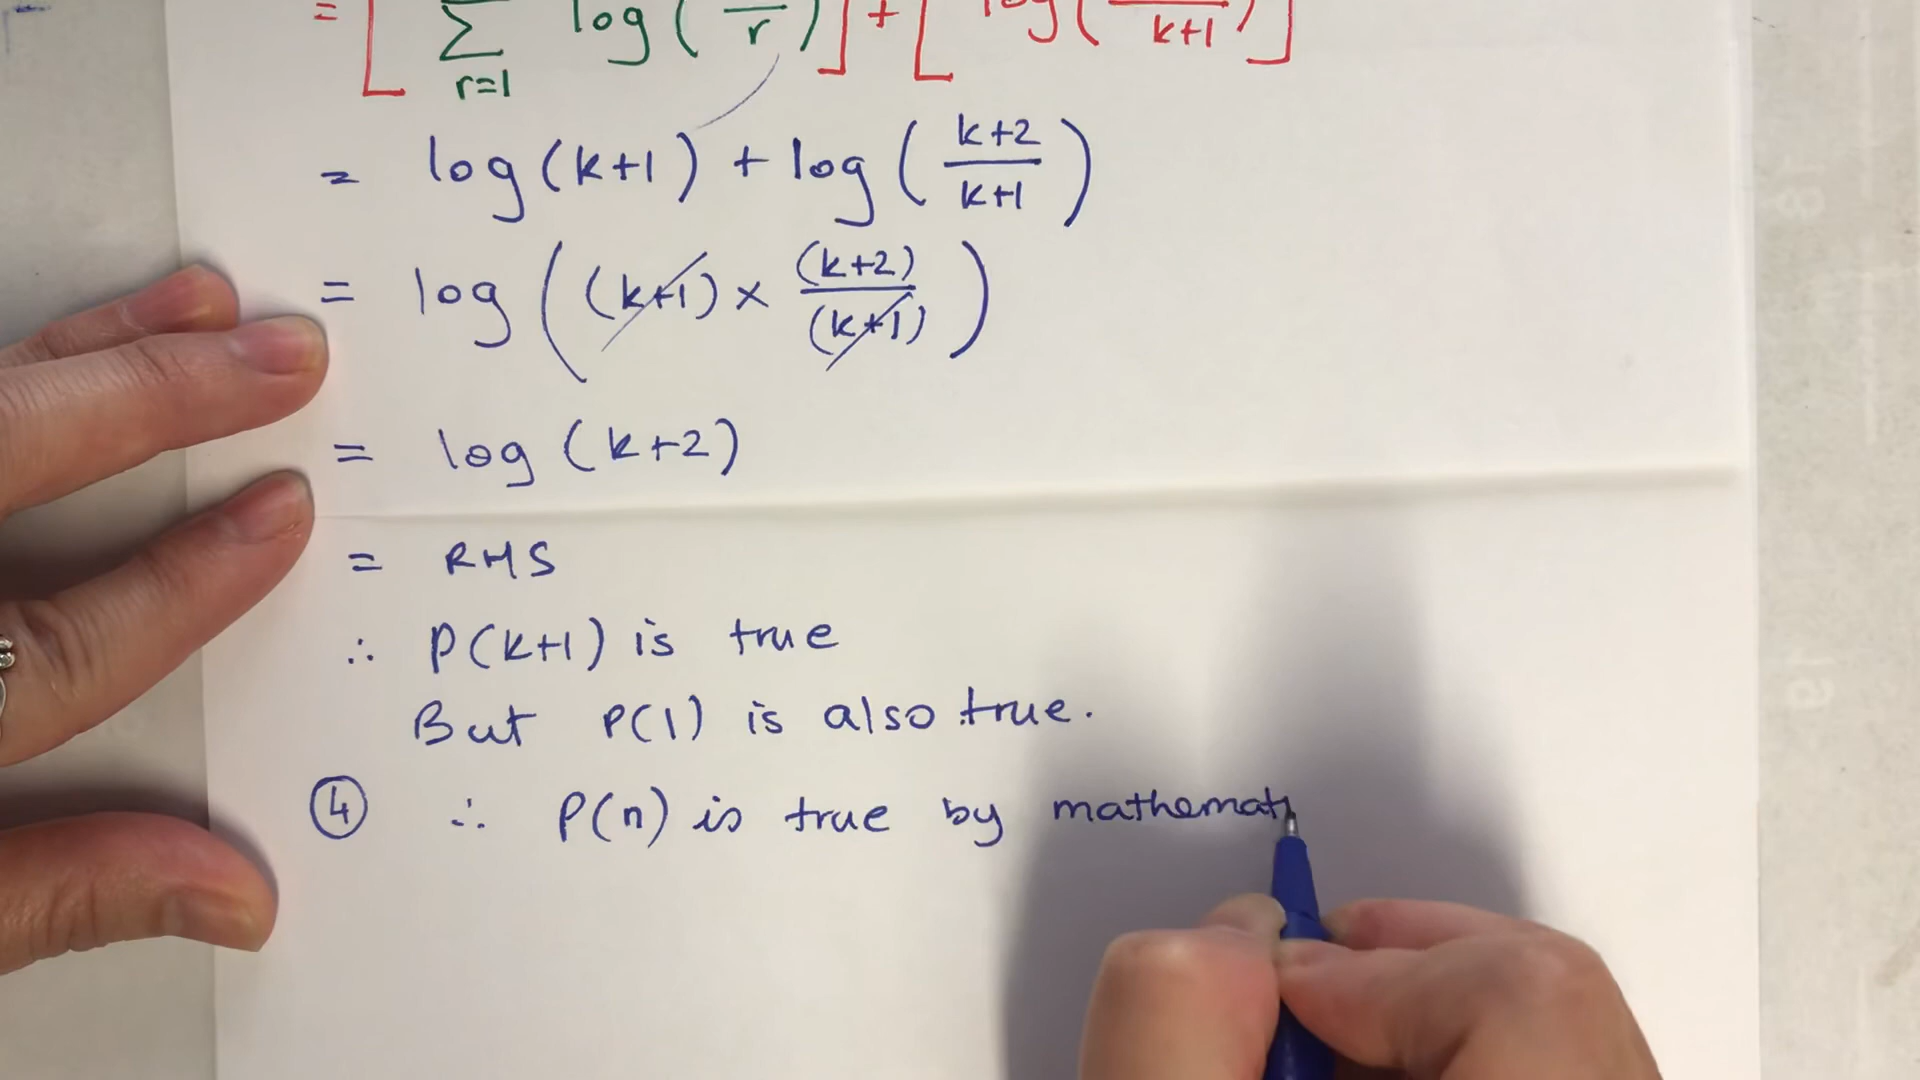 = [ ∑ log ( / r ) ] + [ log ( / k+1 ) ]
r=1
= log (k+1) + log ( k+2 / k+1 )
= log ( (k+1) × (k+2) / (k+1) )
= log (k+2)
= RHS
∴ P(k+1) is true
But P(1) is also true.
④ ∴ P(n) is true by mathemati